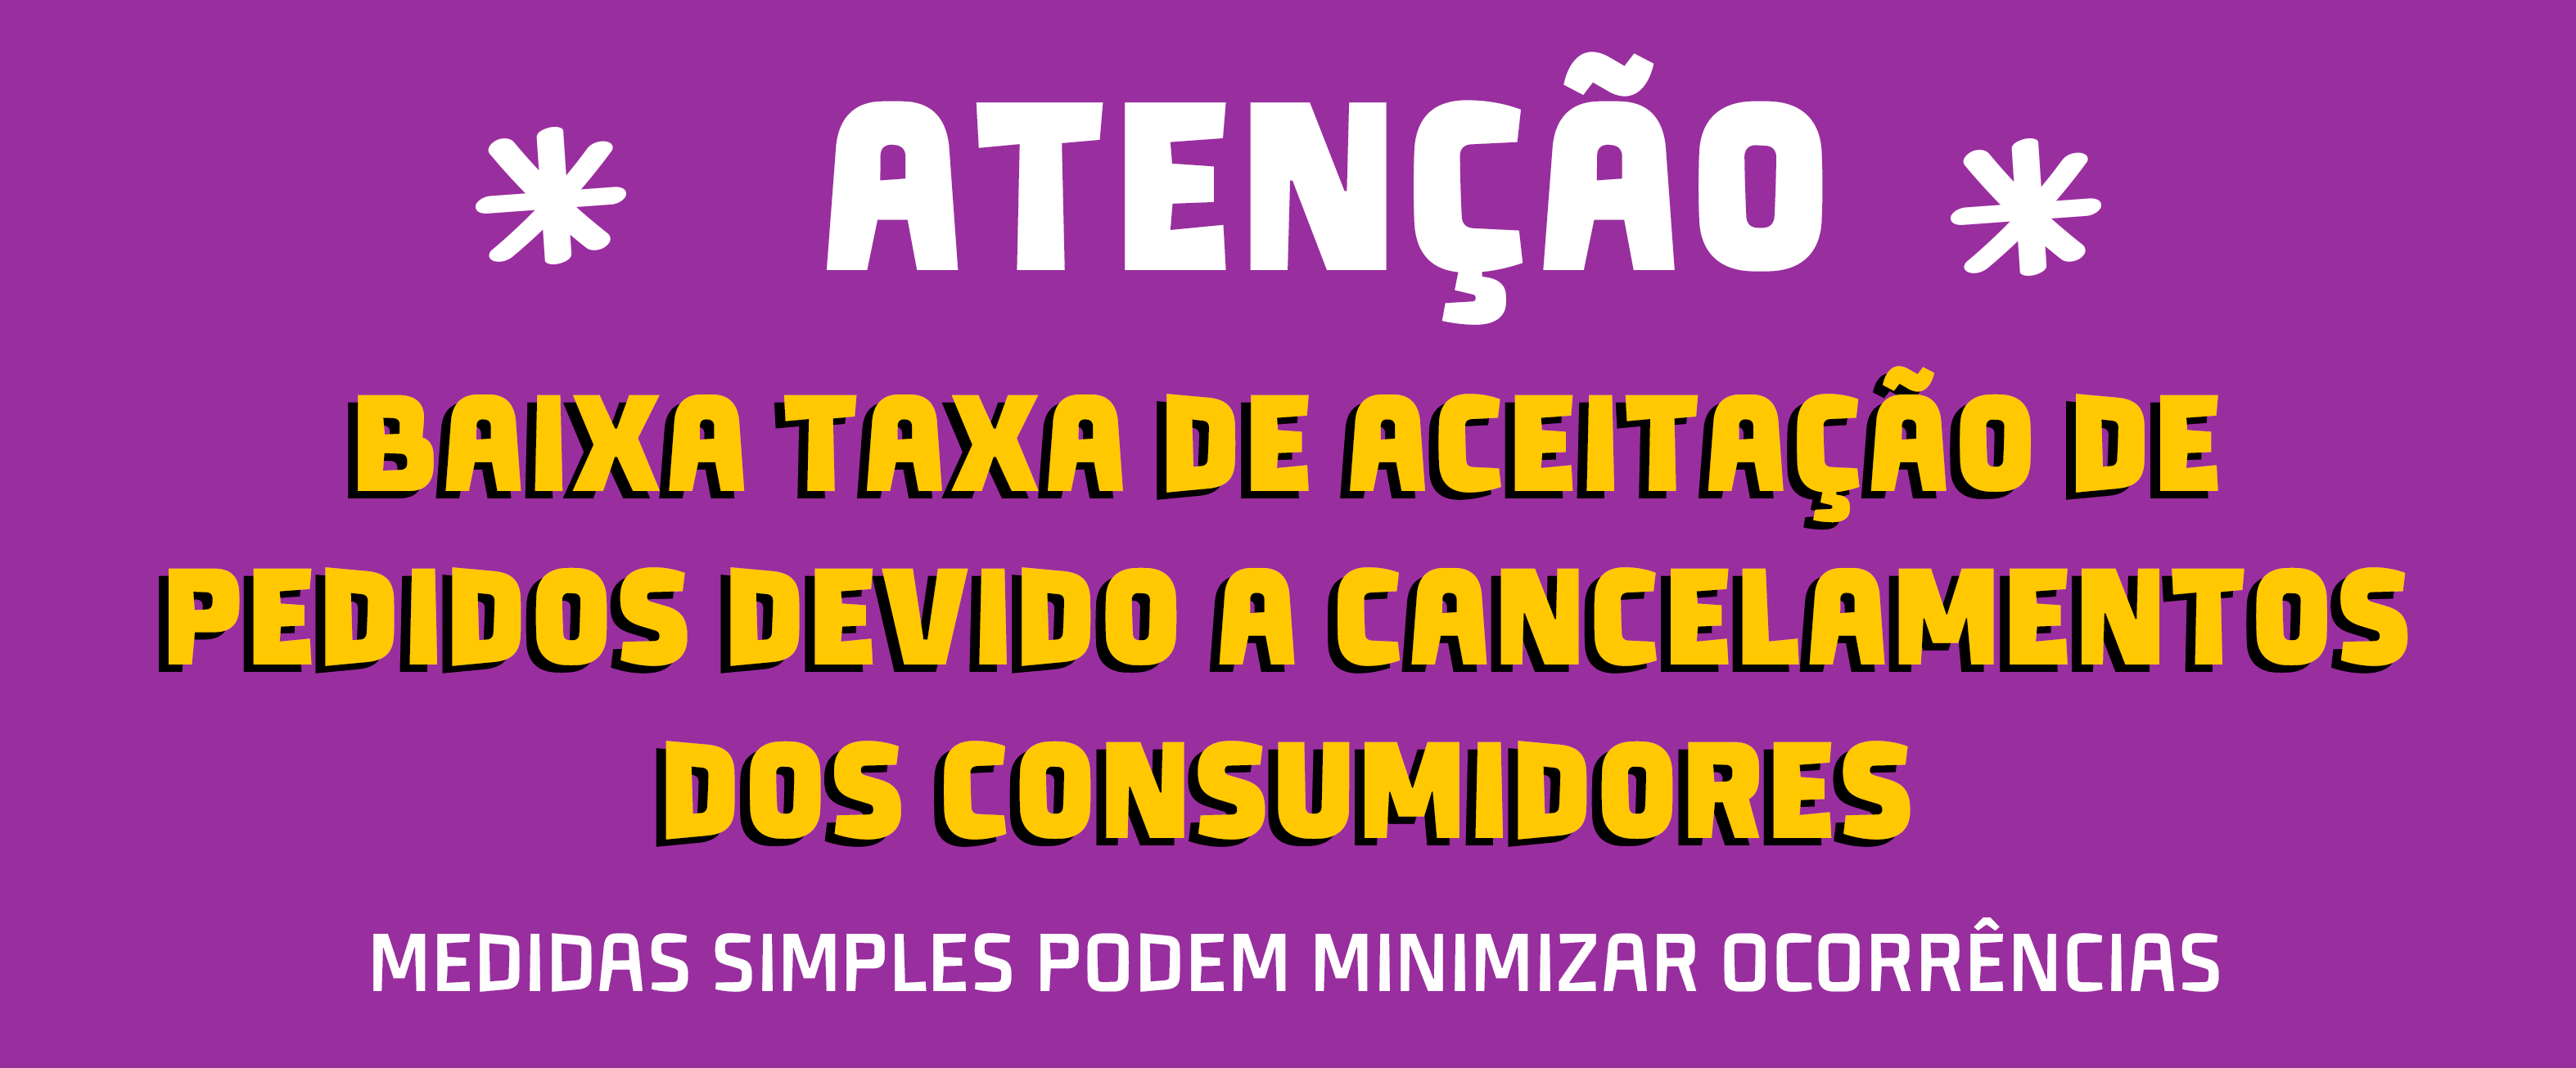 ATENÇÃO
BAIXA TAXA DE ACEITAÇÃO DE
PEDIDOS DEVIDO A CANCELAMENTOS
DOS CONSUMIDORES
MEDIDAS SIMPLES PODEM MINIMIZAR OCORRÊNCIAS